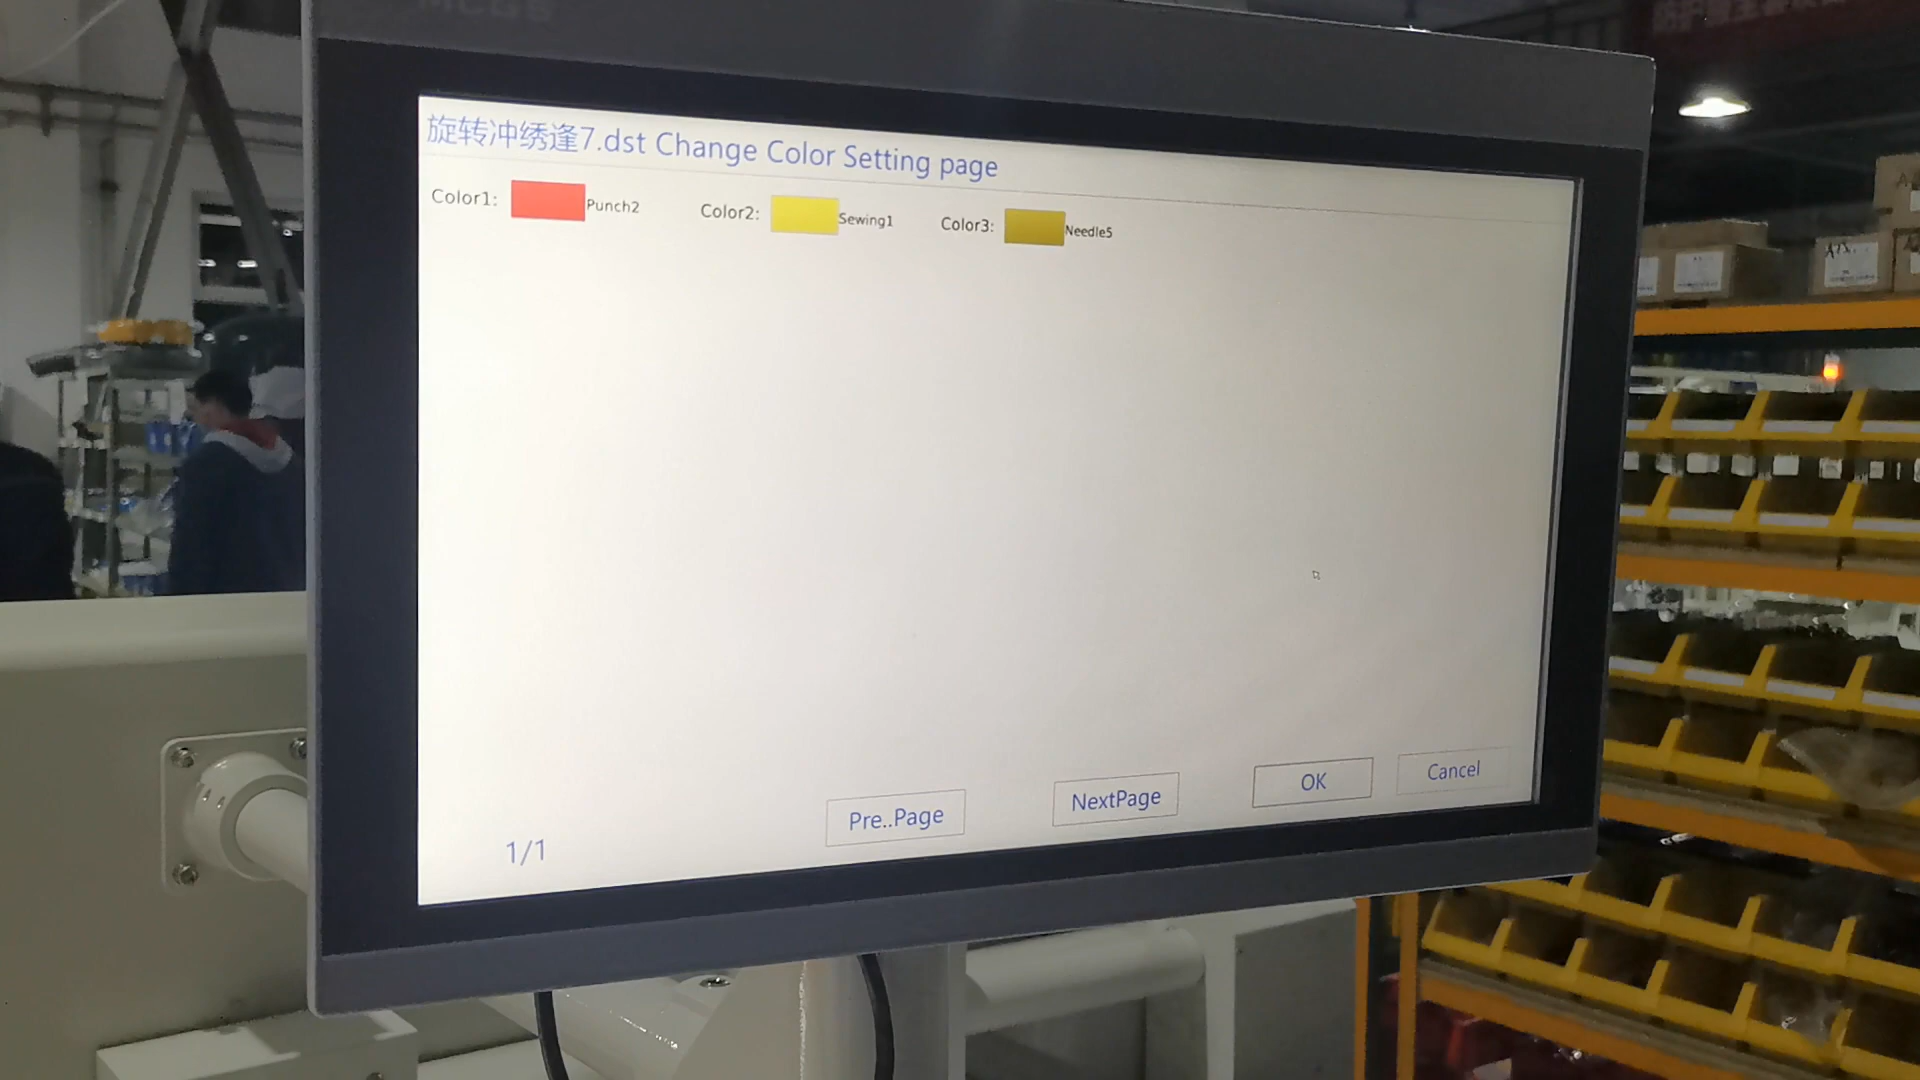 MCGS
旋转冲绣逢7.dst Change Color Setting page
Color1: Punch2 Color2: Sewing1 Color3: Needle5
1/1 Pre..Page NextPage OK Cancel